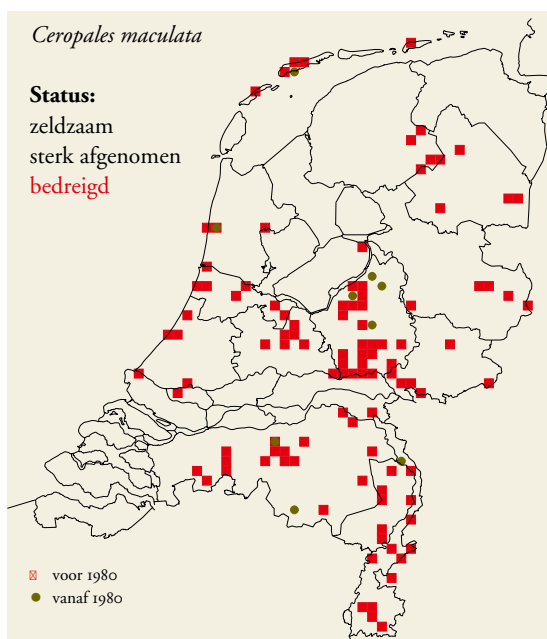 Ceropales maculata
Status:
zeldzaam
sterk afgenomen
bedreigd
voor 1980
vanaf 1980